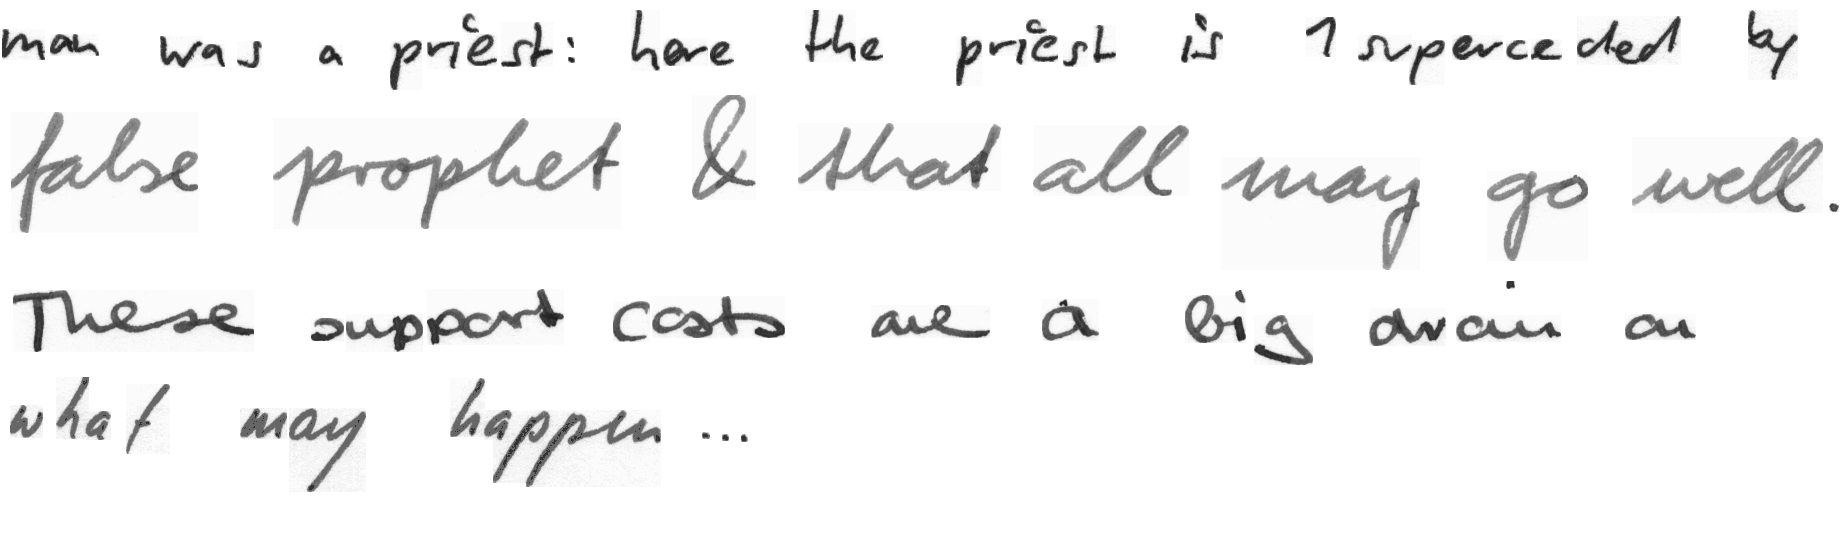 man was a priest: here the priest is 1 superceded by
false prophet & that all may go well.
These support costs are a big drain on
what may happen ...